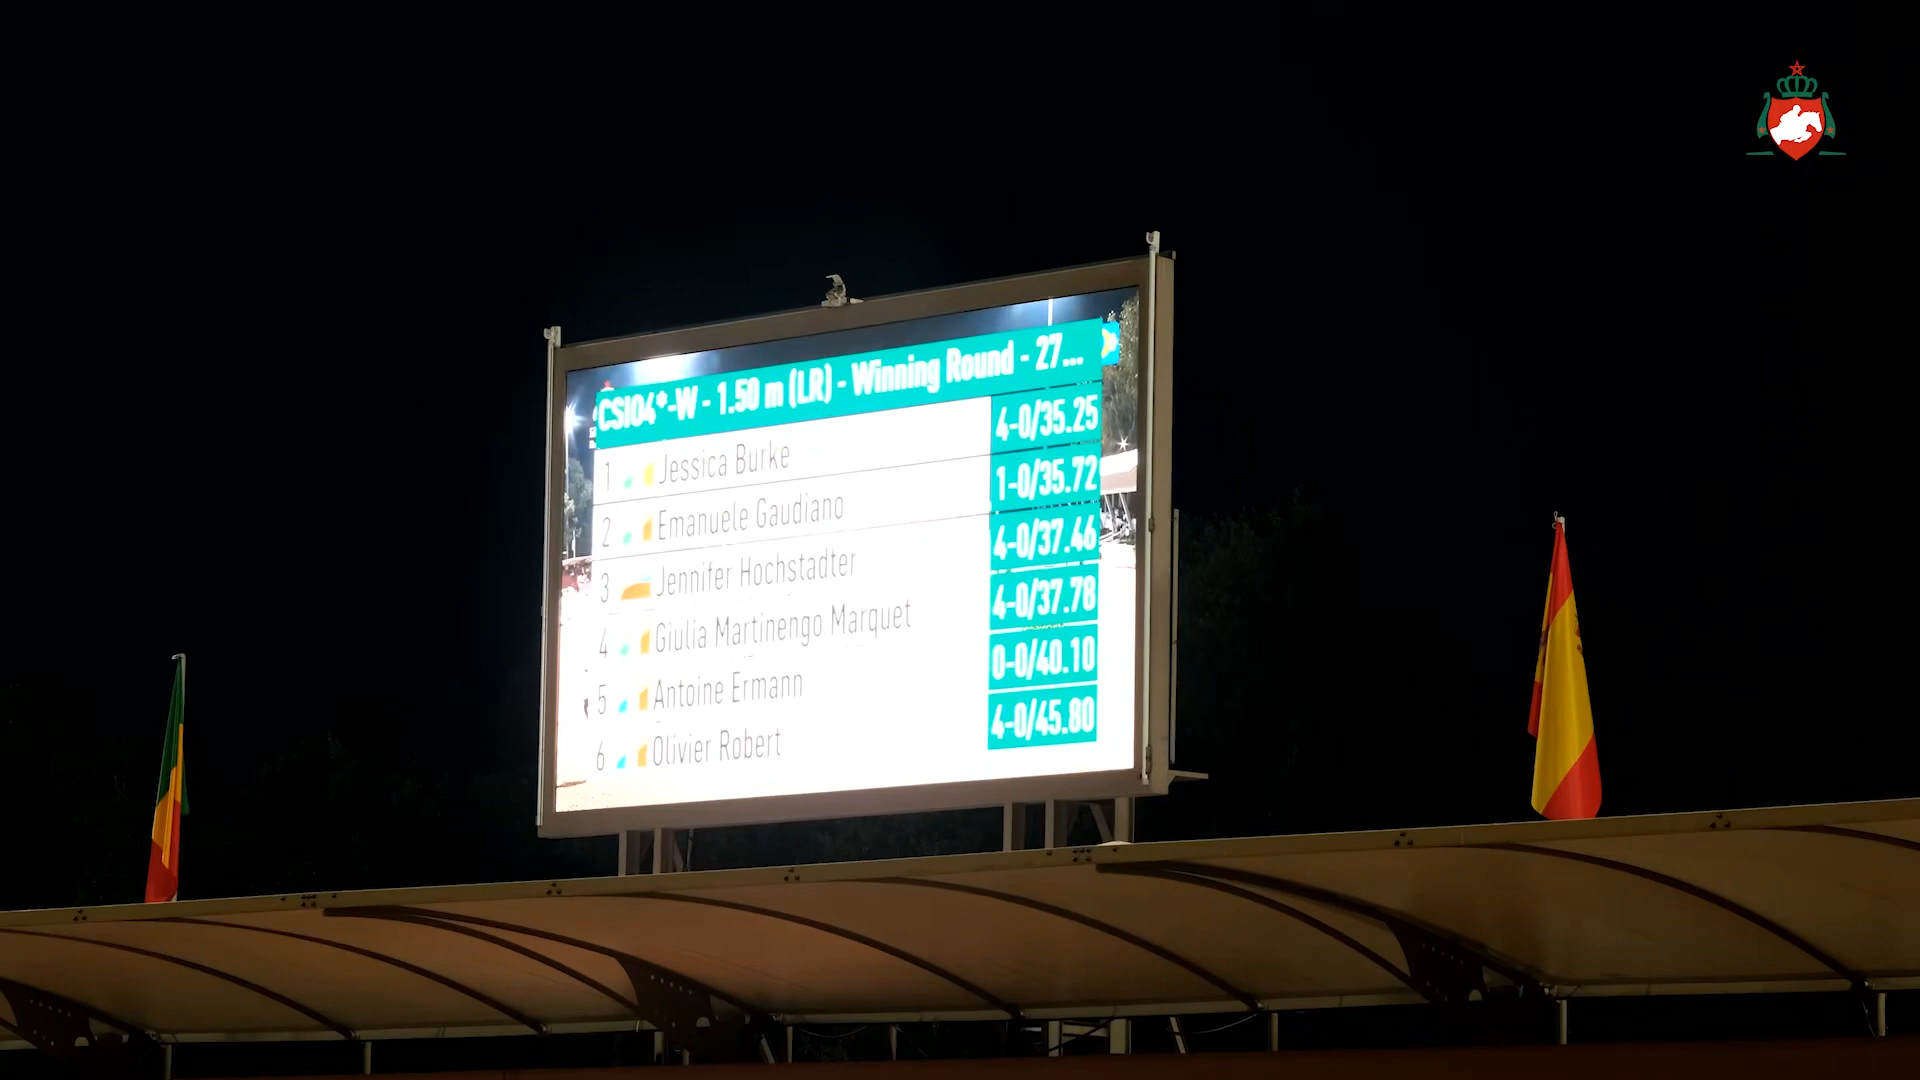 CSIO4*-W - 1.50 m (LR) - Winning Round - 27...
1 Jessica Burke 4-0/35.25
2 Emanuele Gaudiano 1-0/35.72
3 Jennifer Hochstadter 4-0/37.46
4 Giulia Martinengo Marquet 4-0/37.78
5 Antoine Ermann 0-0/40.10
6 Olivier Robert 4-0/45.80